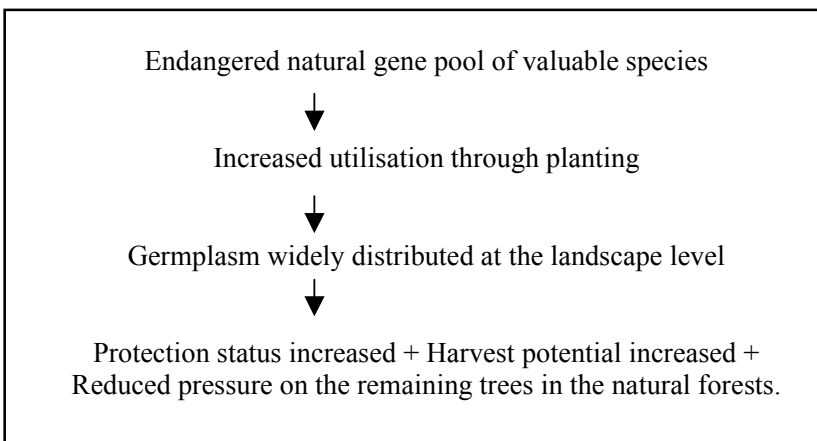 Endangered natural gene pool of valuable species
Increased utilisation through planting
Germplasm widely distributed at the landscape level
Protection status increased + Harvest potential increased +
Reduced pressure on the remaining trees in the natural forests.